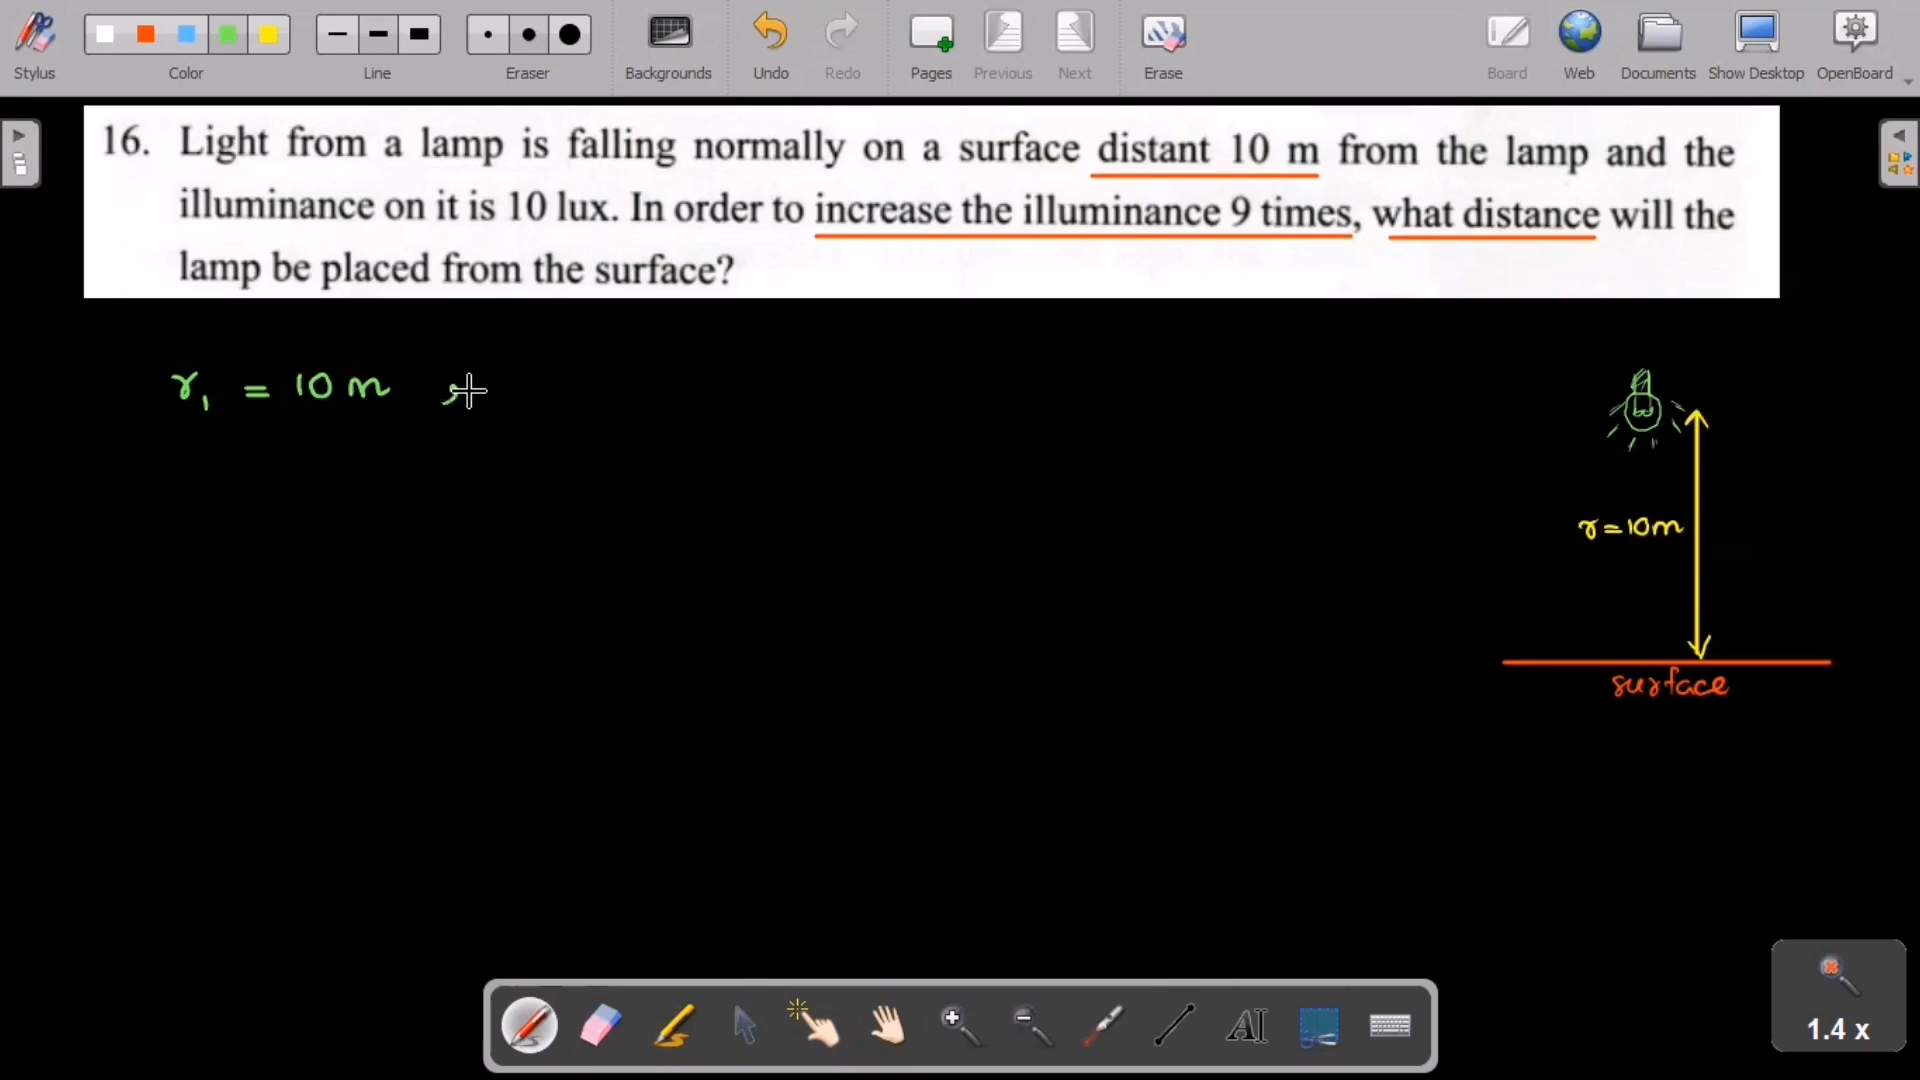 Stylus Color Line Eraser Backgrounds Undo Redo Pages Previous Next Erase Board Web Documents Show Desktop OpenBoard
16. Light from a lamp is falling normally on a surface distant 10 m from the lamp and the
illuminance on it is 10 lux. In order to increase the illuminance 9 times, what distance will the
lamp be placed from the surface?
r₁ = 10 m ,
r = 10m
surface
AI
1.4 x